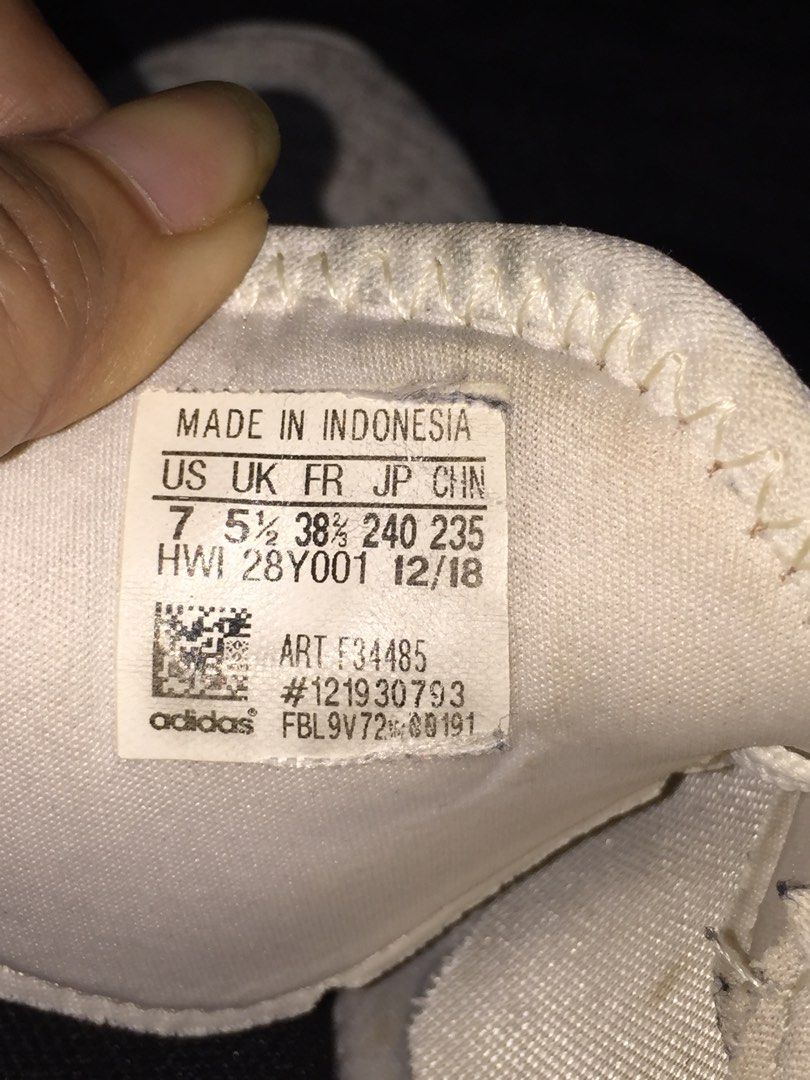 MADE IN INDONESIA
US UK FR JP CHN
7 5½ 38⅔ 240 235
HWI 28Y001 12/18
ART F34485
#121930793
adidas®